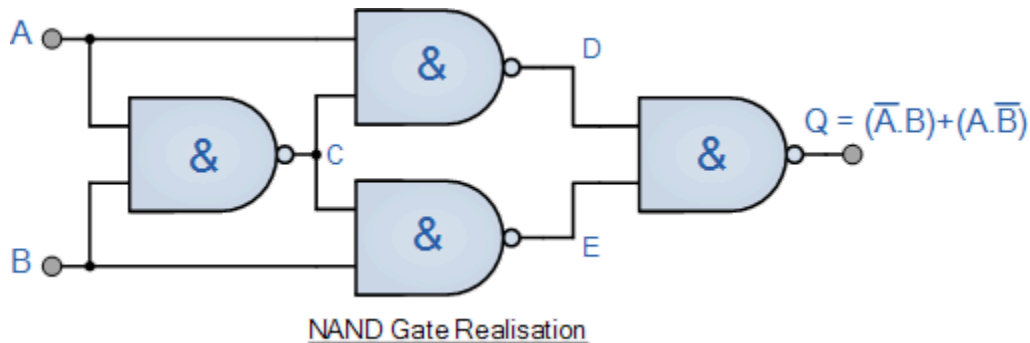 A
&
D
&
C
&
Q = (A̅.B)+(A.B̅)
&
E
B
NAND Gate Realisation